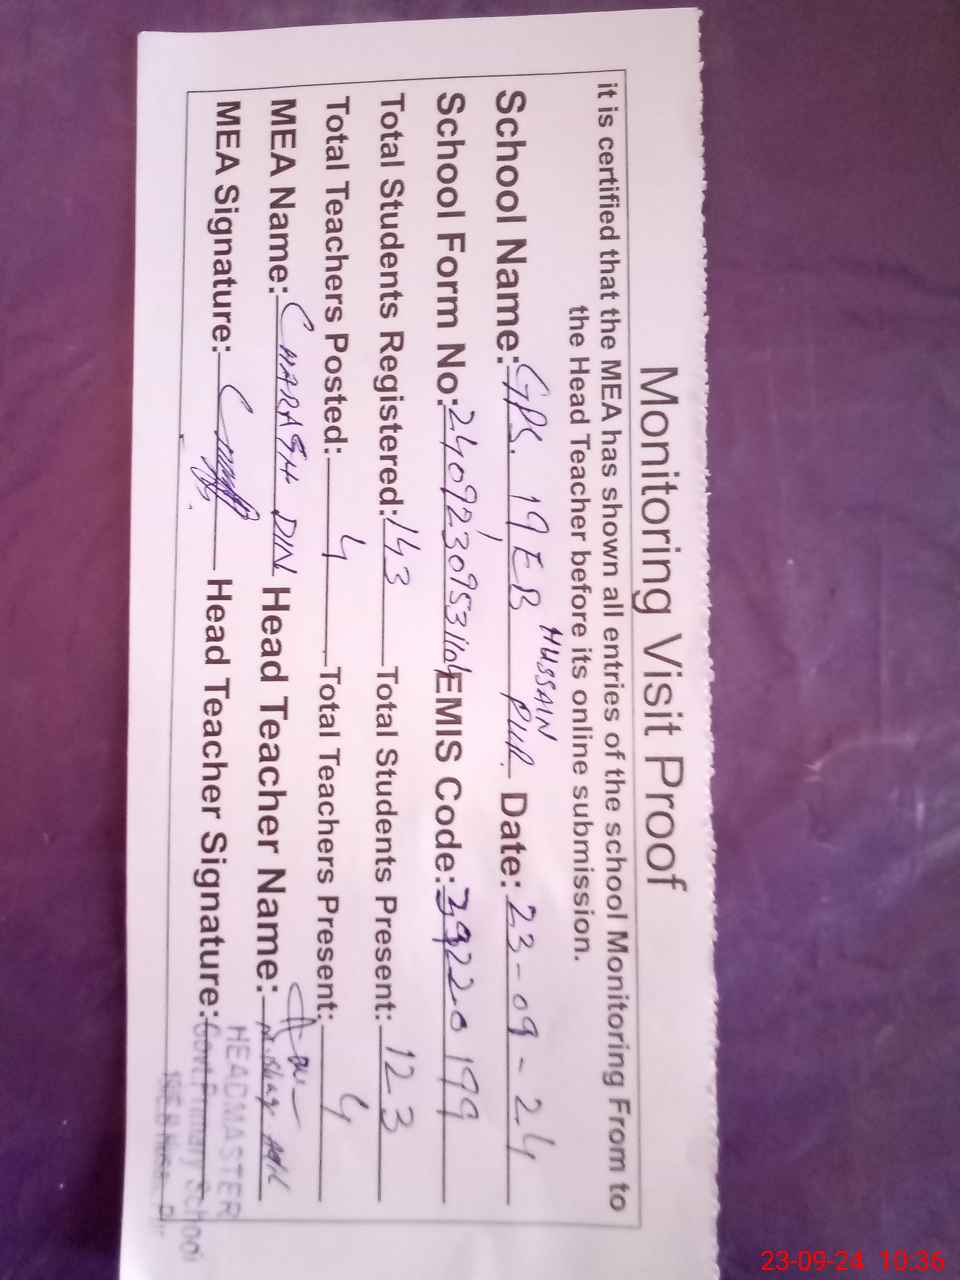 Monitoring Visit Proof
it is certified that the MEA has shown all entries of the school Monitoring From to
the Head Teacher before its online submission.
School Name: GPS. 19 EB HUSSAIN PUR. Date: 23-09-24
School Form No: EMIS Code: 39220199
Total Students Registered: 143 Total Students Present: 123
Total Teachers Posted: 4 Total Teachers Present: 4
MEA Name: CHARAGH DIN Head Teacher Name:
MEA Signature: Head Teacher Signature:
HEADMASTER
Govt. Primary School
23-09-24 10:36